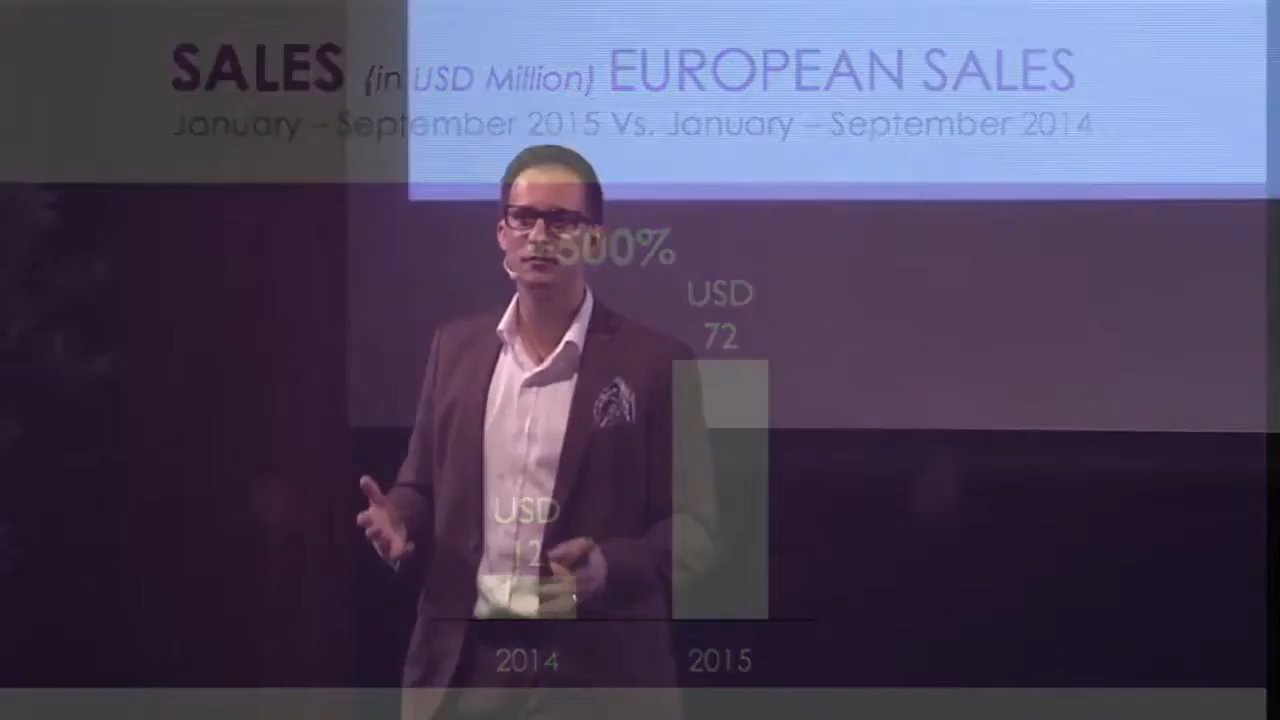 SALES (in USD Million) EUROPEAN SALES
January – September 2015 Vs. January – September 2014
500%
USD
72
USD
12
2014
2015